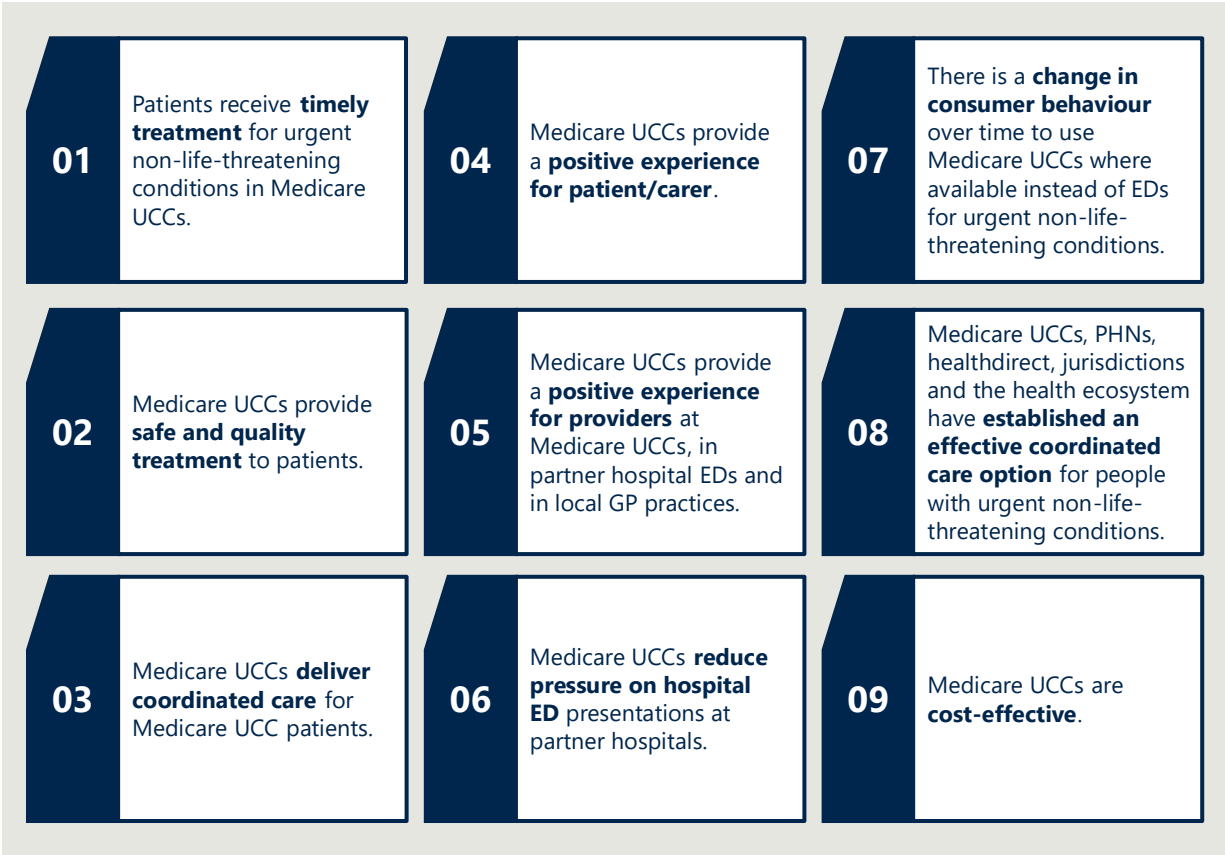 01
Patients receive timely
treatment for urgent
non-life-threatening
conditions in Medicare
UCCs.
02
Medicare UCCs provide
safe and quality
treatment to patients.
03
Medicare UCCs deliver
coordinated care for
Medicare UCC patients.
04
Medicare UCCs provide
a positive experience
for patient/carer.
05
Medicare UCCs provide
a positive experience
for providers at
Medicare UCCs, in
partner hospital EDs and
in local GP practices.
06
Medicare UCCs reduce
pressure on hospital
ED presentations at
partner hospitals.
07
There is a change in
consumer behaviour
over time to use
Medicare UCCs where
available instead of EDs
for urgent non-life-
threatening conditions.
08
Medicare UCCs, PHNs,
healthdirect, jurisdictions
and the health ecosystem
have established an
effective coordinated
care option for people
with urgent non-life-
threatening conditions.
09
Medicare UCCs are
cost-effective.